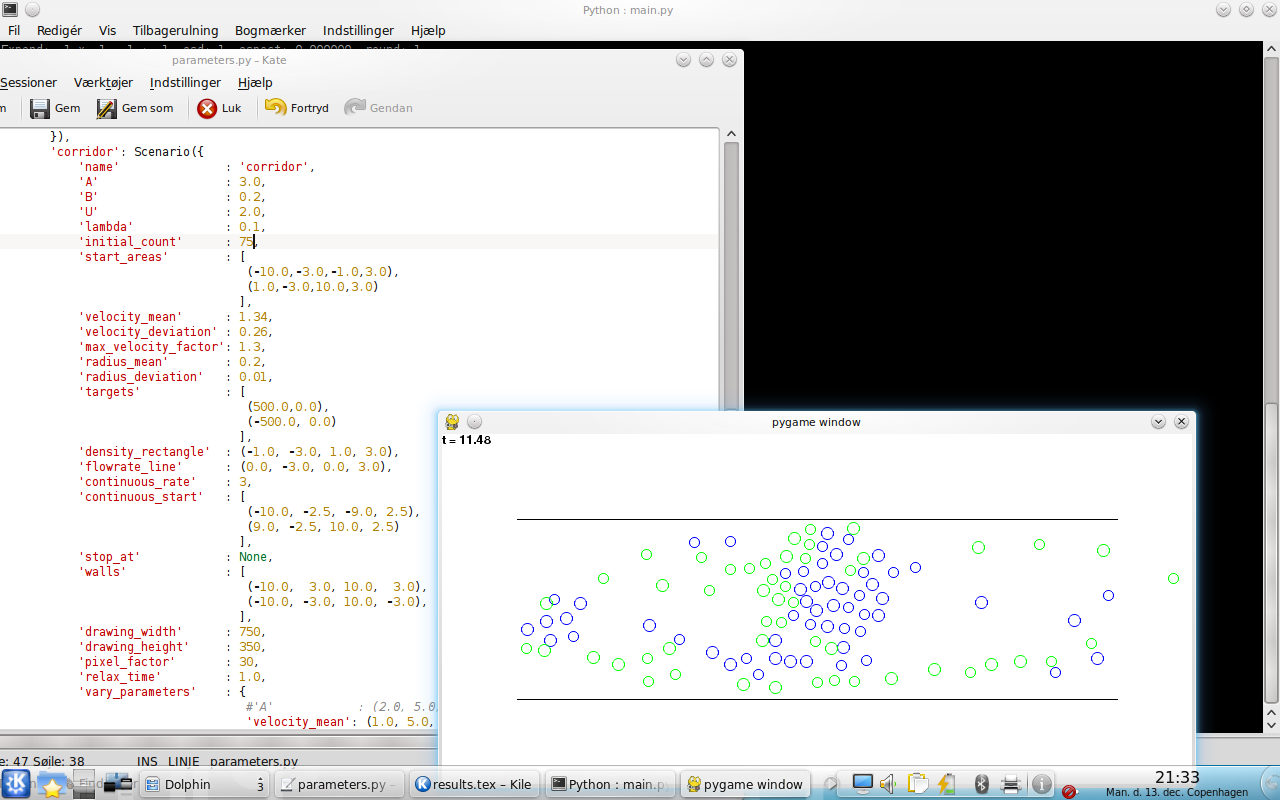 Python : main.py
Fil Redigér Vis Tilbagerulning Bogmærker Indstillinger Hjælp
parameters.py – Kate
Sessioner Værktøjer Indstillinger Hjælp
Gem Gem som Luk Fortryd Gendan
}),
'corridor': Scenario({
'name' : 'corridor',
'A' : 3.0,
'B' : 0.2,
'U' : 2.0,
'lambda' : 0.1,
'initial_count' : 75,
'start_areas' : [
(-10.0,-3.0,-1.0,3.0),
(1.0,-3.0,10.0,3.0)
],
'velocity_mean' : 1.34,
'velocity_deviation' : 0.26,
'max_velocity_factor': 1.3,
'radius_mean' : 0.2,
'radius_deviation' : 0.01,
'targets' : [
(500.0,0.0),
(-500.0, 0.0)
],
'density_rectangle' : (-1.0, -3.0, 1.0, 3.0),
'flowrate_line' : (0.0, -3.0, 0.0, 3.0),
'continuous_rate' : 3,
'continuous_start' : [
(-10.0, -2.5, -9.0, 2.5),
(9.0, -2.5, 10.0, 2.5)
],
'stop_at' : None,
'walls' : [
(-10.0, 3.0, 10.0, 3.0),
(-10.0, -3.0, 10.0, -3.0),
],
'drawing_width' : 750,
'drawing_height' : 350,
'pixel_factor' : 30,
'relax_time' : 1.0,
'vary_parameters' : {
#'A' : (2.0, 5.0
'velocity_mean': (1.0, 5.0,
pygame window
t = 11.48
e: 47 Søjle: 38 INS LINJE parameters.py
Dolphin 3 parameters.py – results.tex – Kile Python : main.p pygame window
21:33
Man. d. 13. dec. Copenhagen